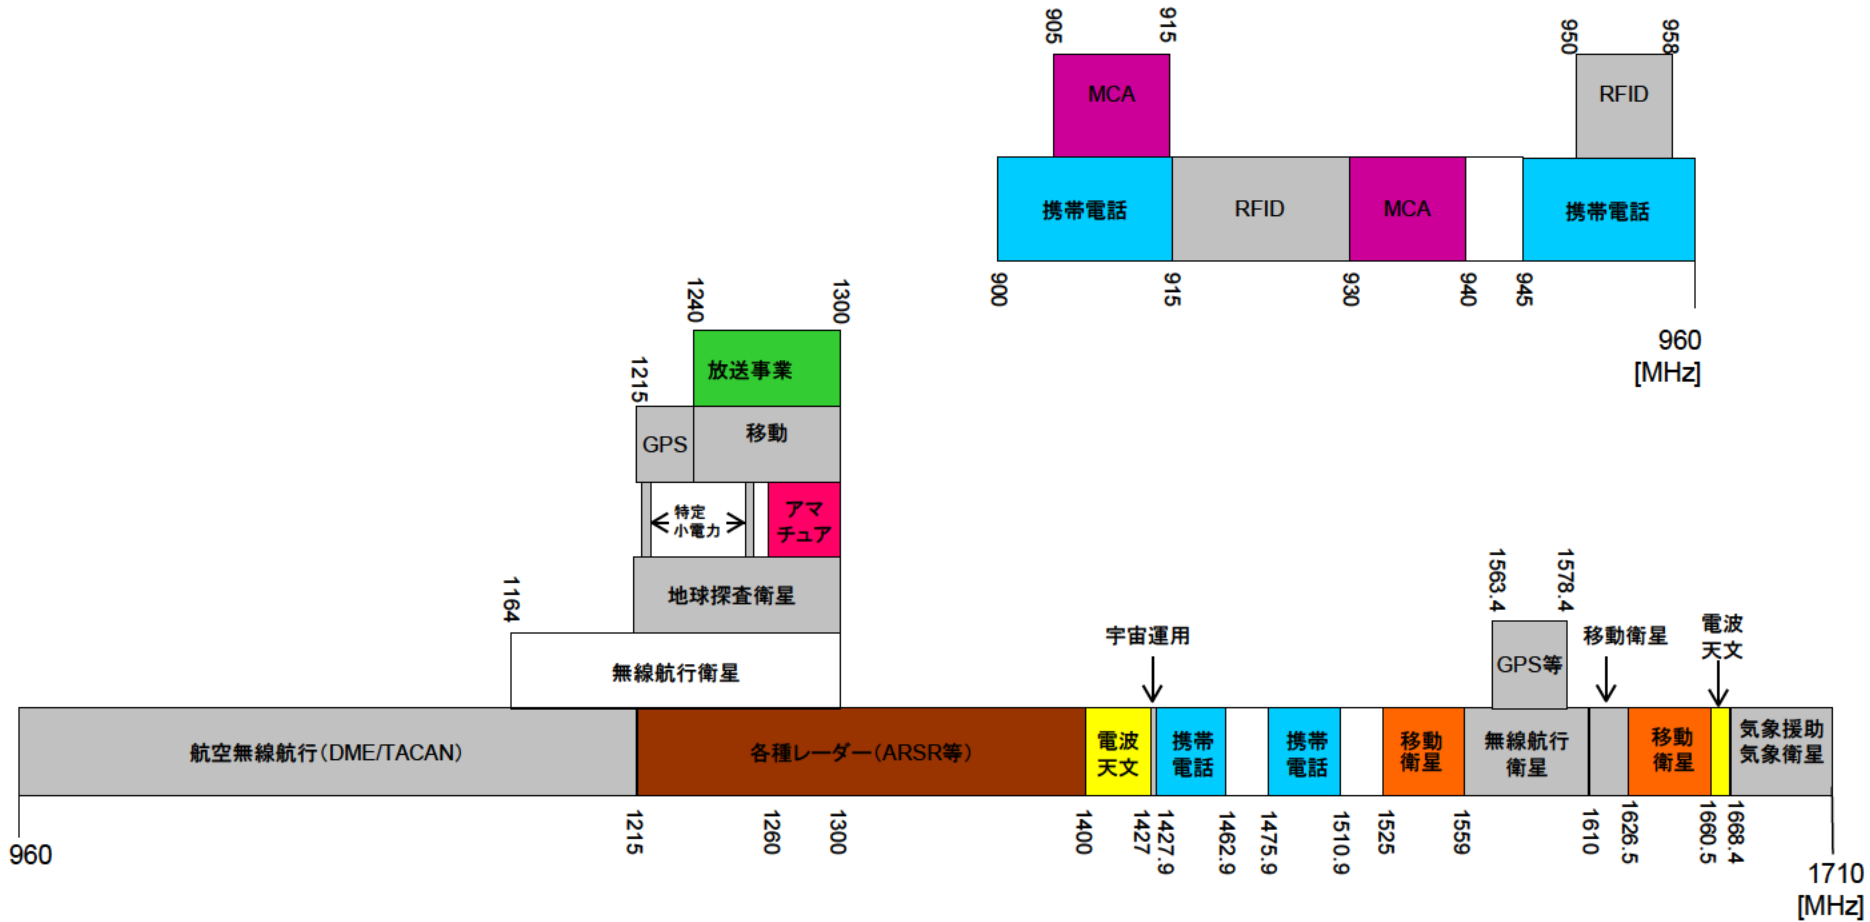 905
915
950
958
MCA
RFID
携帯電話
RFID
MCA
携帯電話
900
915
930
940
945
960
[MHz]
1240
1300
1215
放送事業
GPS
移動
特定
小電力
アマ
チュア
1164
地球探査衛星
無線航行衛星
宇宙運用
1563.4
1578.4
GPS等
移動衛星
電波
天文
航空無線航行(DME/TACAN)
各種レーダー(ARSR等)
電波
天文
携帯
電話
携帯
電話
移動
衛星
無線航行
衛星
移動
衛星
気象援助
気象衛星
960
1215
1260
1300
1400
1427
1427.9
1462.9
1475.9
1510.9
1525
1559
1610
1626.5
1660.5
1668.4
1710
[MHz]